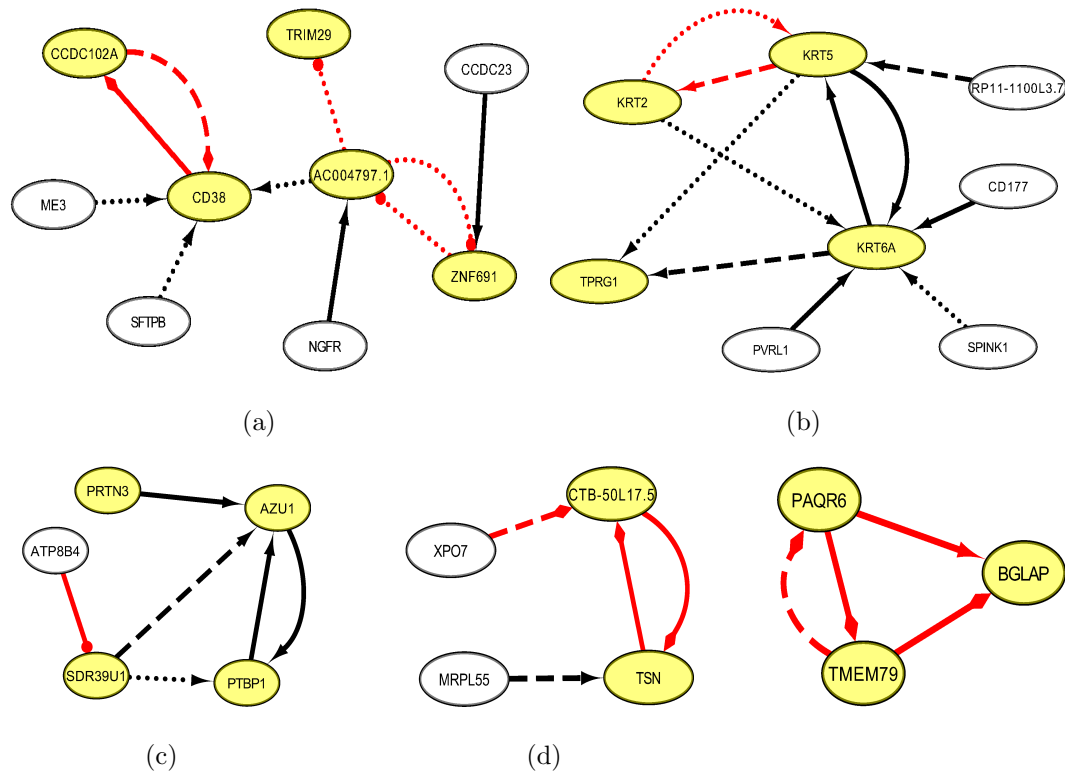 CCDC102A
TRIM29
CCDC23
ME3
CD38
AC004797.1
SFTPB
NGFR
ZNF691
(a)
KRT5
KRT2
RP11-1100L3.7
CD177
KRT6A
TPRG1
PVRL1
SPINK1
(b)
PRTN3
AZU1
ATP8B4
SDR39U1
PTBP1
(c)
CTB-50L17.5
XPO7
MRPL55
TSN
(d)
PAQR6
BGLAP
TMEM79